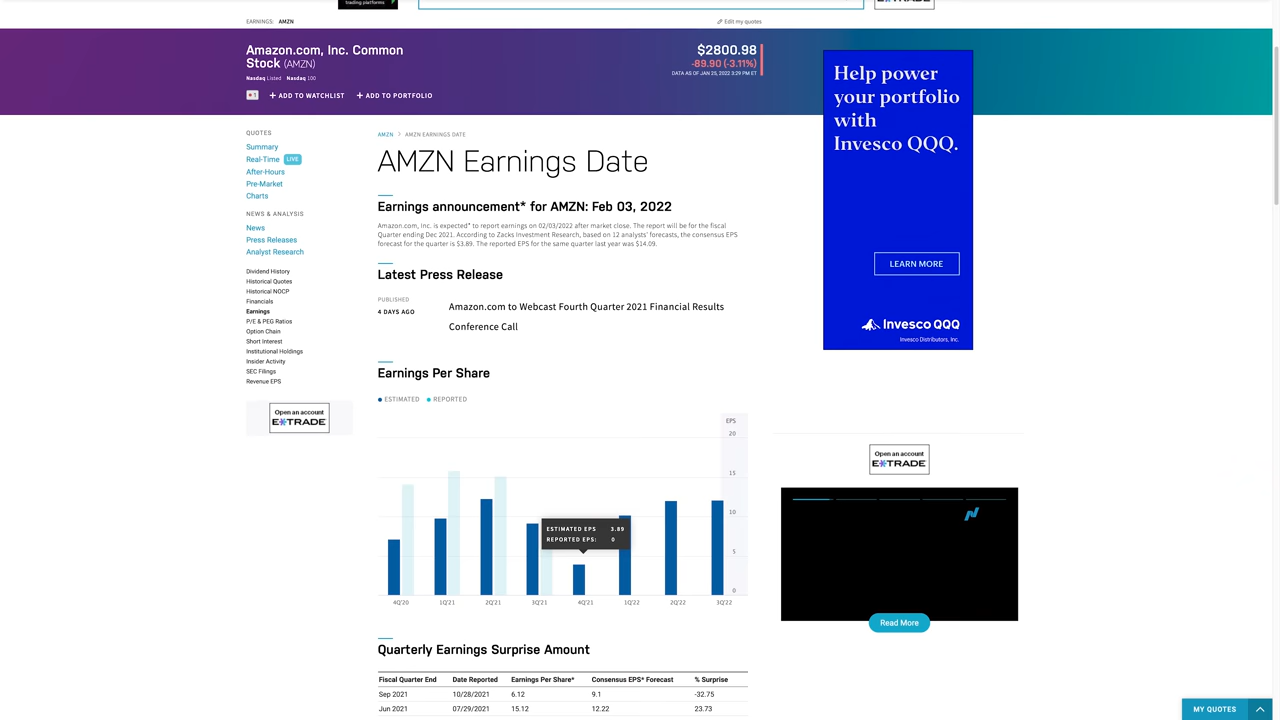 trading platforms
E*TRADE
EARNINGS: AMZN
Edit my quotes
Amazon.com, Inc. Common
Stock (AMZN)
Nasdaq Listed Nasdaq 100
$2800.98
-89.90 (-3.11%)
DATA AS OF JAN 25, 2022 3:29 PM ET
★ 1
+ ADD TO WATCHLIST
+ ADD TO PORTFOLIO
Help power
your portfolio
with
Invesco QQQ.
LEARN MORE
Invesco QQQ
Invesco Distributors, Inc.
QUOTES
Summary
Real-Time LIVE
After-Hours
Pre-Market
Charts
NEWS & ANALYSIS
News
Press Releases
Analyst Research
Dividend History
Historical Quotes
Historical NOCP
Financials
Earnings
P/E & PEG Ratios
Option Chain
Short Interest
Institutional Holdings
Insider Activity
SEC Filings
Revenue EPS
Open an account
E*TRADE
AMZN > AMZN EARNINGS DATE
AMZN Earnings Date
Earnings announcement* for AMZN: Feb 03, 2022
Amazon.com, Inc. is expected* to report earnings on 02/03/2022 after market close. The report will be for the fiscal
Quarter ending Dec 2021. According to Zacks Investment Research, based on 12 analysts' forecasts, the consensus EPS
forecast for the quarter is $3.89. The reported EPS for the same quarter last year was $14.09.
Latest Press Release
PUBLISHED
4 DAYS AGO
Amazon.com to Webcast Fourth Quarter 2021 Financial Results
Conference Call
Earnings Per Share
ESTIMATED REPORTED
EPS
20
15
10
5
0
ESTIMATED EPS 3.89
REPORTED EPS: 0
4Q'20 1Q'21 2Q'21 3Q'21 4Q'21 1Q'22 2Q'22 3Q'22
Open an account
E*TRADE
Read More
Quarterly Earnings Surprise Amount
Fiscal Quarter End Date Reported Earnings Per Share* Consensus EPS* Forecast % Surprise
Sep 2021 10/28/2021 6.12 9.1 -32.75
Jun 2021 07/29/2021 15.12 12.22 23.73
MY QUOTES